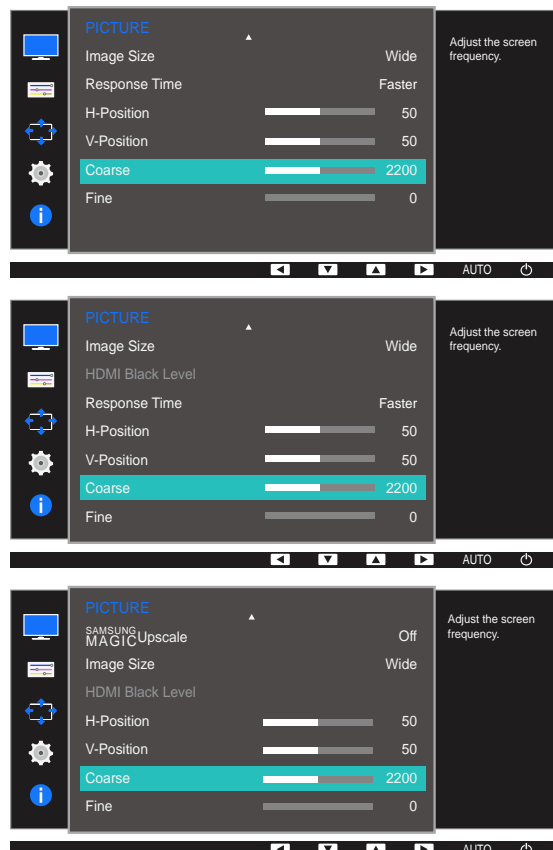 PICTURE
Image Size Wide
Response Time Faster
H-Position 50
V-Position 50
Coarse 2200
Fine 0
Adjust the screen
frequency.
AUTO
PICTURE
Image Size Wide
HDMI Black Level
Response Time Faster
H-Position 50
V-Position 50
Coarse 2200
Fine 0
Adjust the screen
frequency.
AUTO
PICTURE
SAMSUNG
MAGICUpscale Off
Image Size Wide
HDMI Black Level
H-Position 50
V-Position 50
Coarse 2200
Fine 0
Adjust the screen
frequency.
AUTO